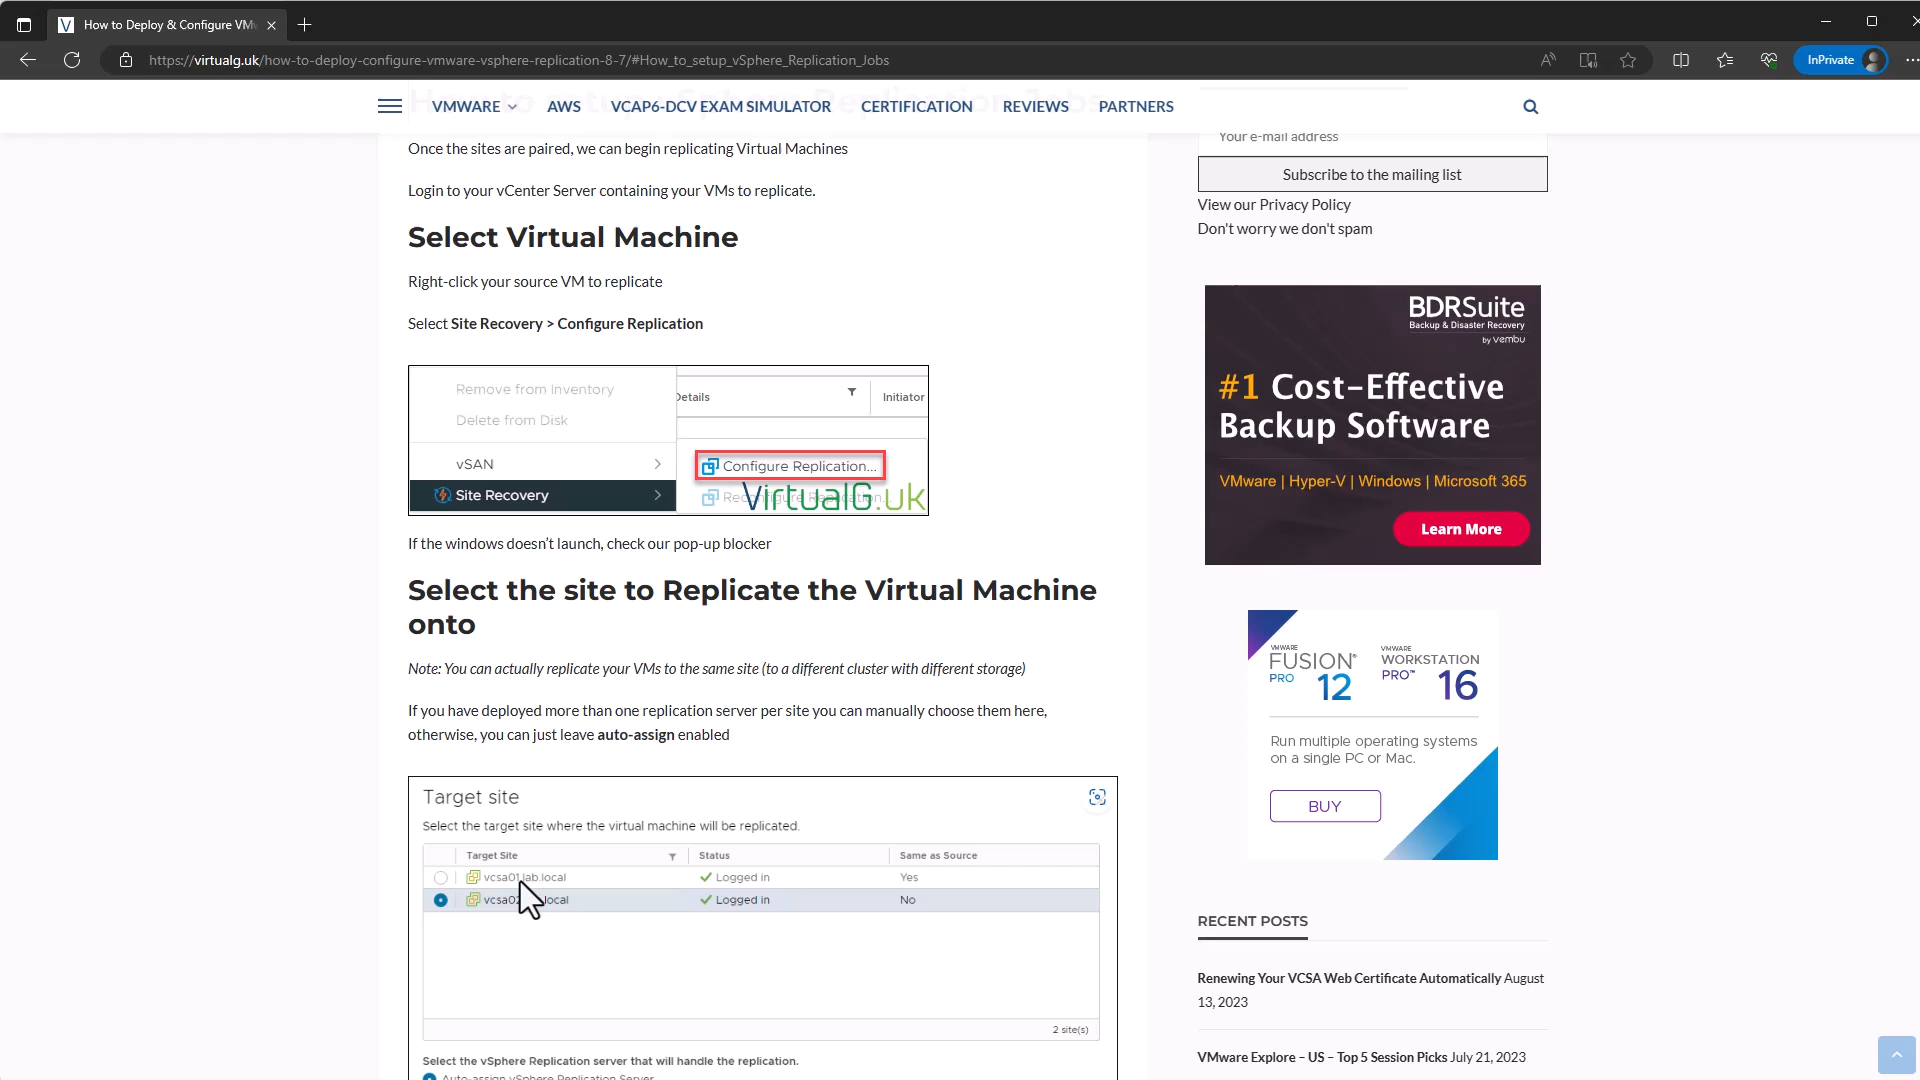 How to Deploy & Configure VM
https://virtualg.uk/how-to-deploy-configure-vmware-vsphere-replication-8-7/#How_to_setup_vSphere_Replication_Jobs
InPrivate
VMWARE AWS VCAP6-DCV EXAM SIMULATOR CERTIFICATION REVIEWS PARTNERS
Once the sites are paired, we can begin replicating Virtual Machines
Login to your vCenter Server containing your VMs to replicate.
Select Virtual Machine
Right-click your source VM to replicate
Select Site Recovery > Configure Replication
Remove from Inventory
Delete from Disk
vSAN
Site Recovery
Details
Initiator
Configure Replication...
VirtualG.uk
If the windows doesn’t launch, check our pop-up blocker
Select the site to Replicate the Virtual Machine
onto
Note: You can actually replicate your VMs to the same site (to a different cluster with different storage)
If you have deployed more than one replication server per site you can manually choose them here,
otherwise, you can just leave auto-assign enabled
Target site
Select the target site where the virtual machine will be replicated.
Target Site Status Same as Source
vcsa01.lab.local Logged in Yes
vcsa02 local Logged in No
2 site(s)
Select the vSphere Replication server that will handle the replication.
Auto-assign vSphere Replication Server
Your e-mail address
Subscribe to the mailing list
View our Privacy Policy
Don't worry we don't spam
BDRSuite
Backup & Disaster Recovery
by vembu
#1 Cost-Effective
Backup Software
VMware | Hyper-V | Windows | Microsoft 365
Learn More
VMWARE
FUSION®
PRO 12
VMWARE
WORKSTATION
PRO™ 16
Run multiple operating systems
on a single PC or Mac.
BUY
RECENT POSTS
Renewing Your VCSA Web Certificate Automatically August
13, 2023
VMware Explore – US – Top 5 Session Picks July 21, 2023